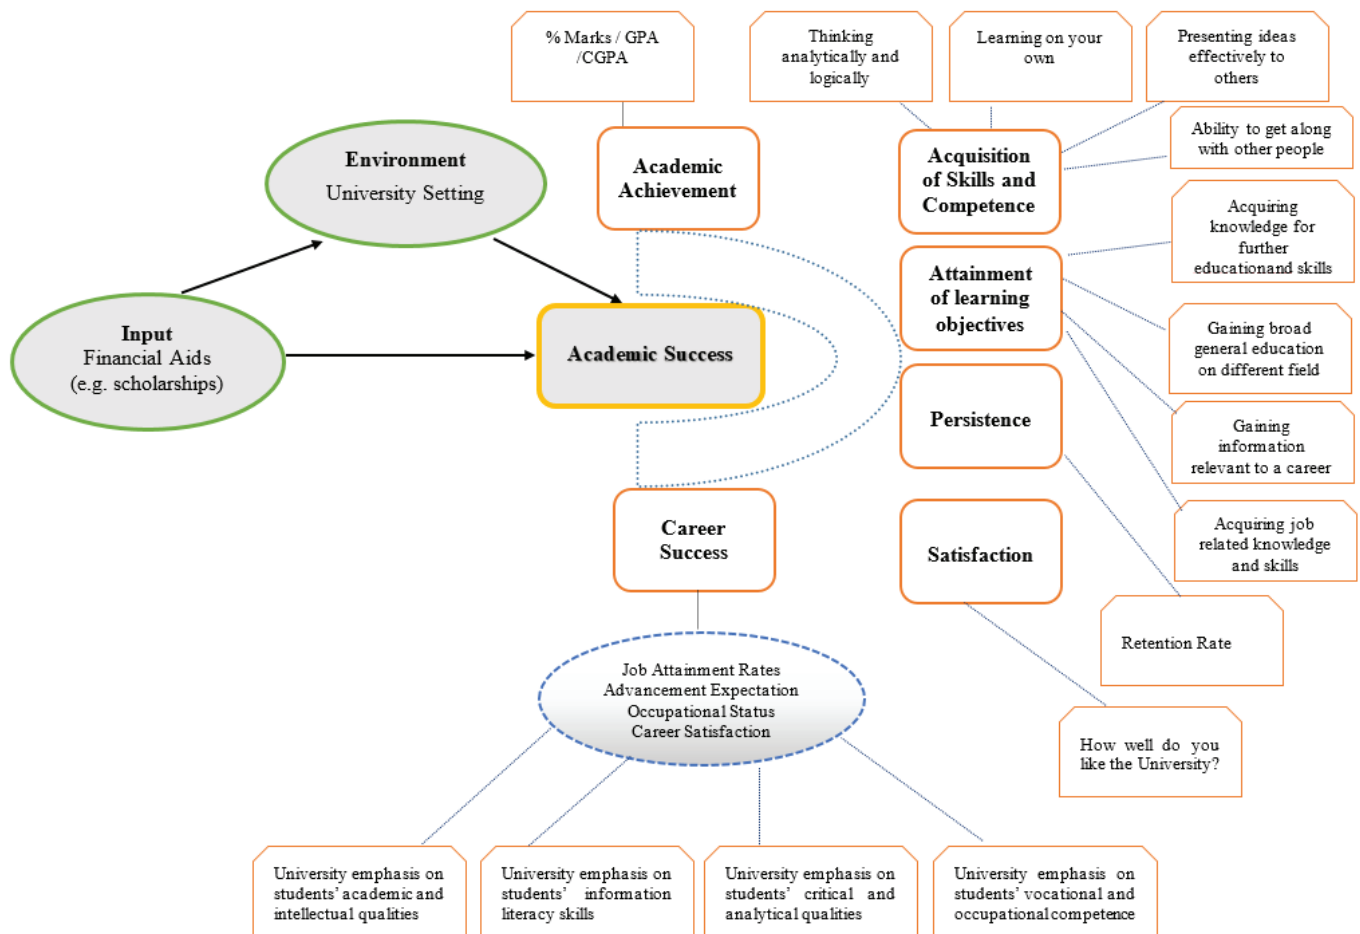 % Marks / GPA
/CGPA
Thinking
analytically and
logically
Learning on your
own
Presenting ideas
effectively to
others
Environment
University Setting
Academic
Achievement
Acquisition
of Skills and
Competence
Ability to get along
with other people
Acquiring
knowledge for
further
educationand skills
Attainment
of learning
objectives
Input
Financial Aids
(e.g. scholarships)
Academic Success
Gaining broad
general education
on different field
Persistence
Gaining
information
relevant to a career
Career
Success
Satisfaction
Acquiring job
related knowledge
and skills
Retention Rate
Job Attainment Rates
Advancement Expectation
Occupational Status
Career Satisfaction
How well do you
like the University?
University emphasis on
students’ academic and
intellectual qualities
University emphasis on
students’ information
literacy skills
University emphasis on
students’ critical and
analytical qualities
University emphasis on
students’ vocational and
occupational competence